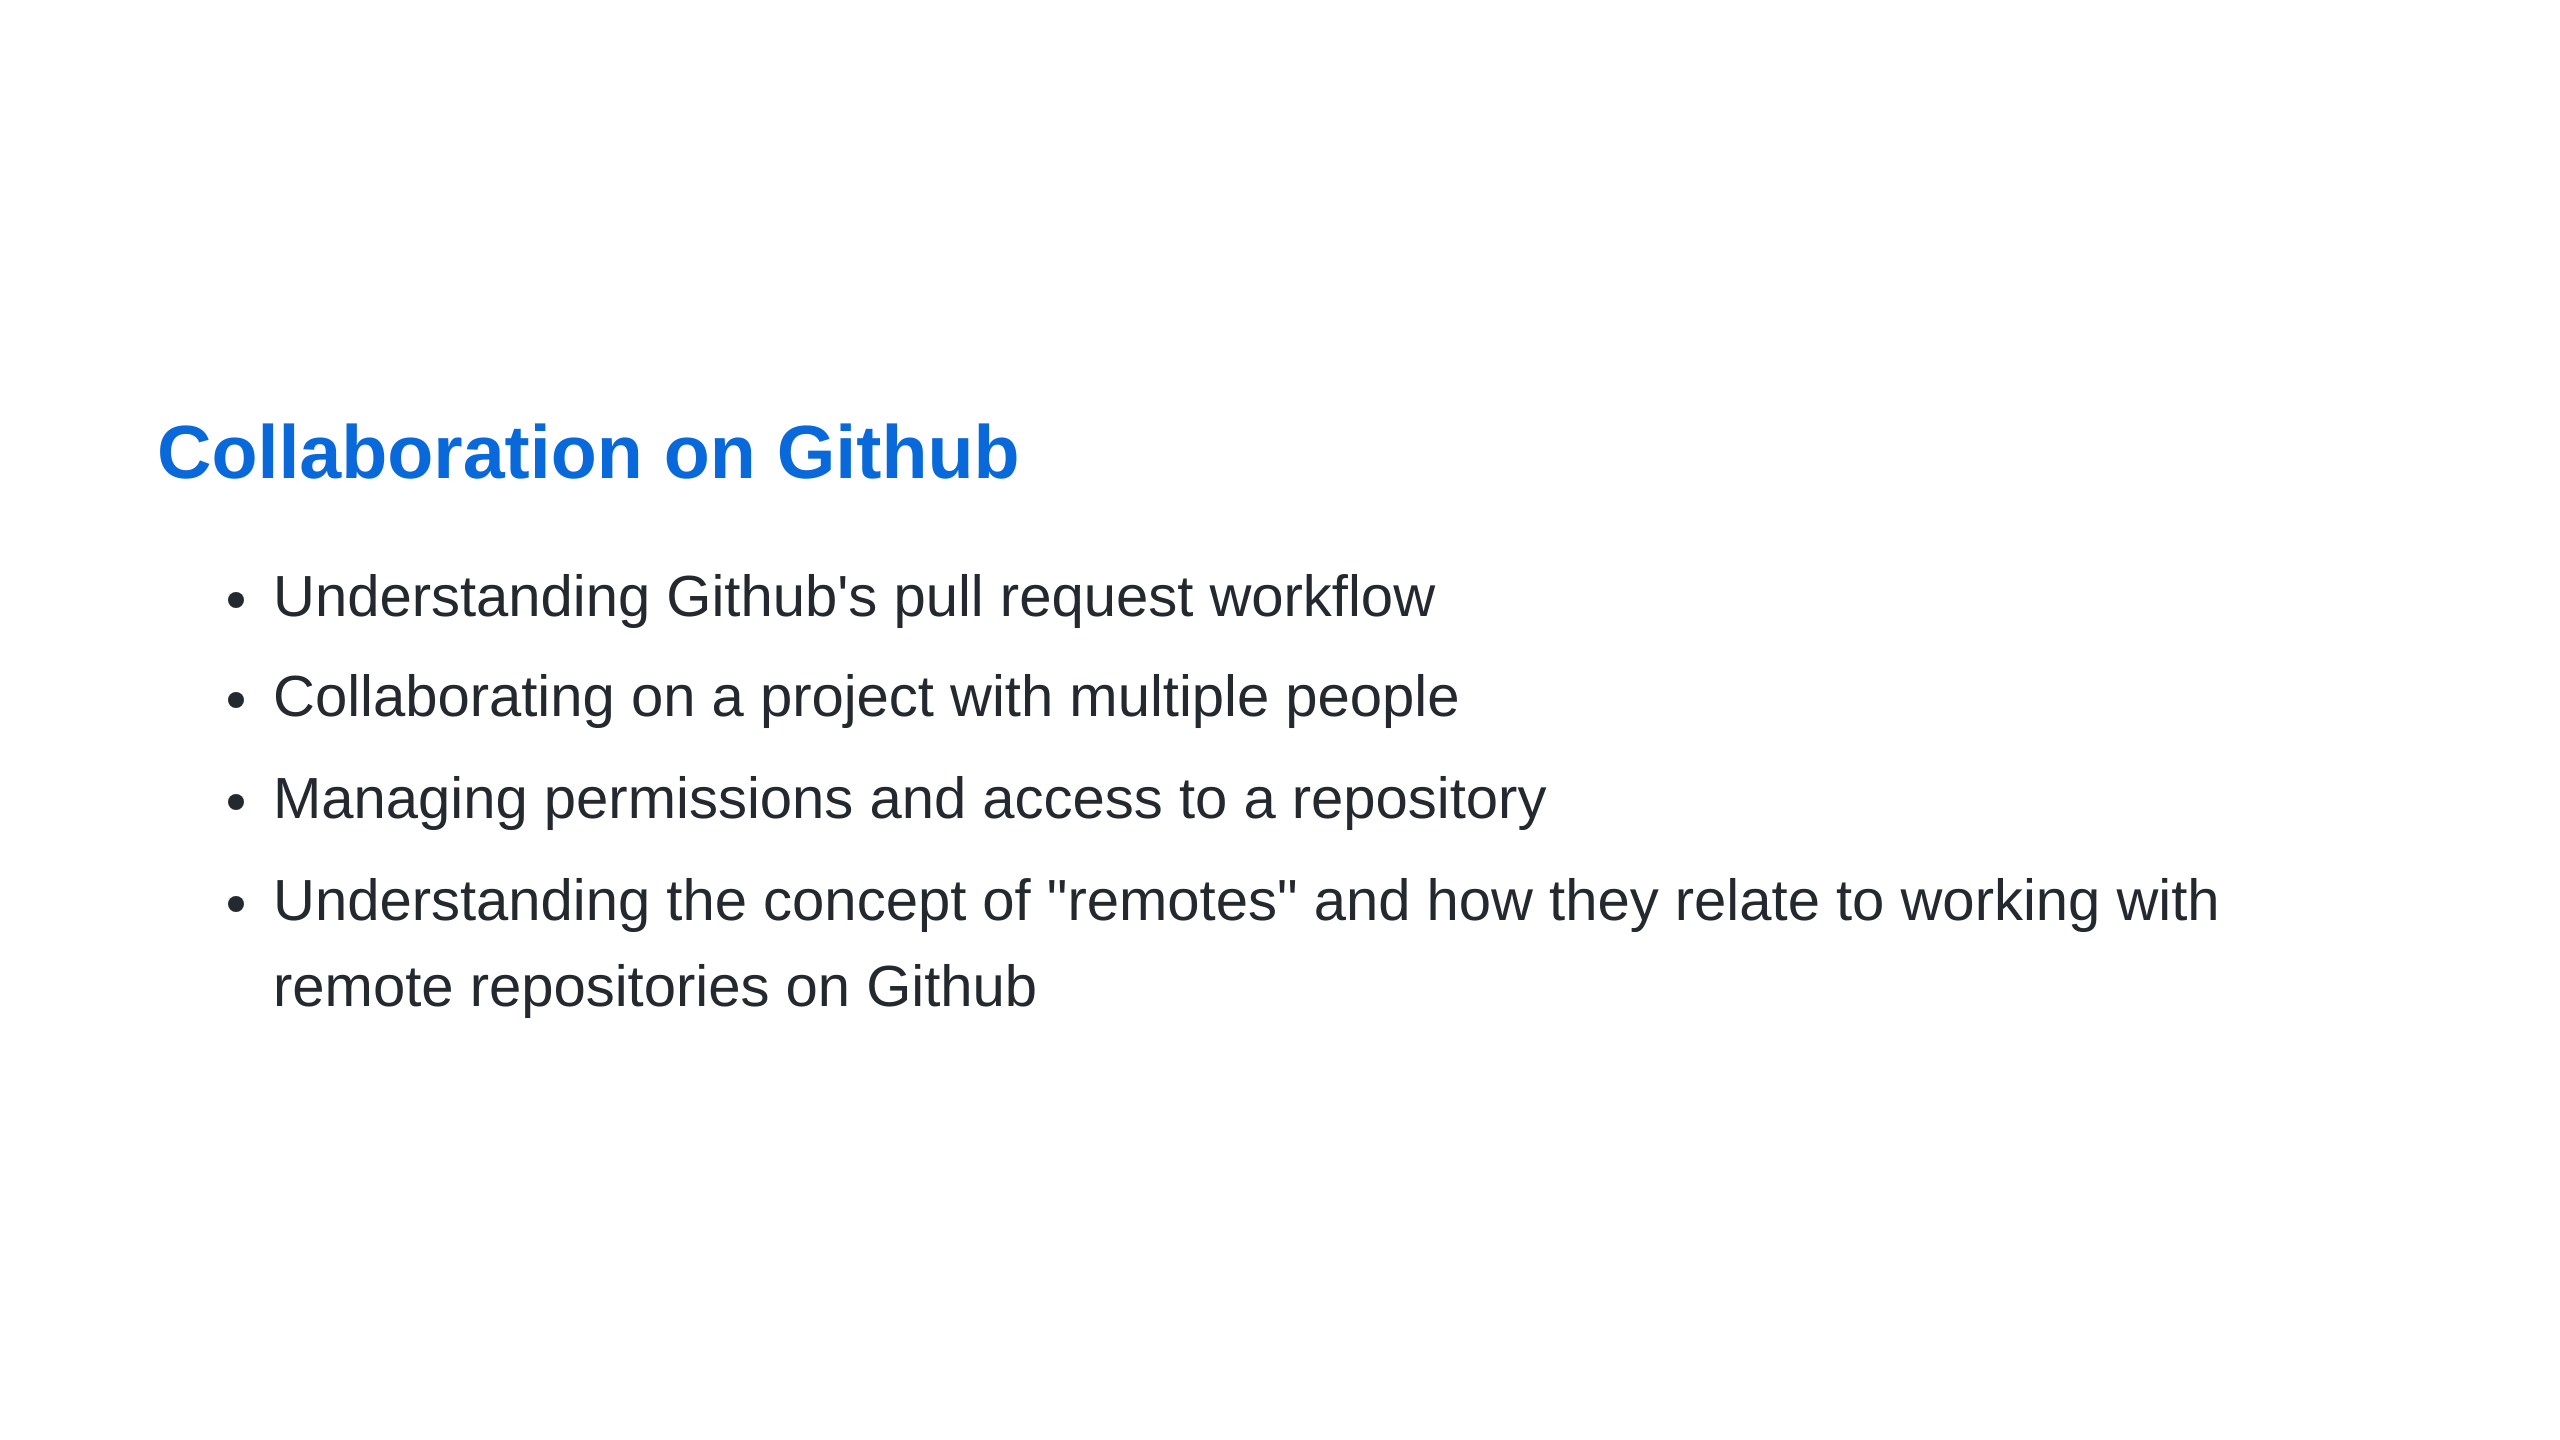 Collaboration on Github
• Understanding Github's pull request workflow
• Collaborating on a project with multiple people
• Managing permissions and access to a repository
• Understanding the concept of "remotes" and how they relate to working with
remote repositories on Github